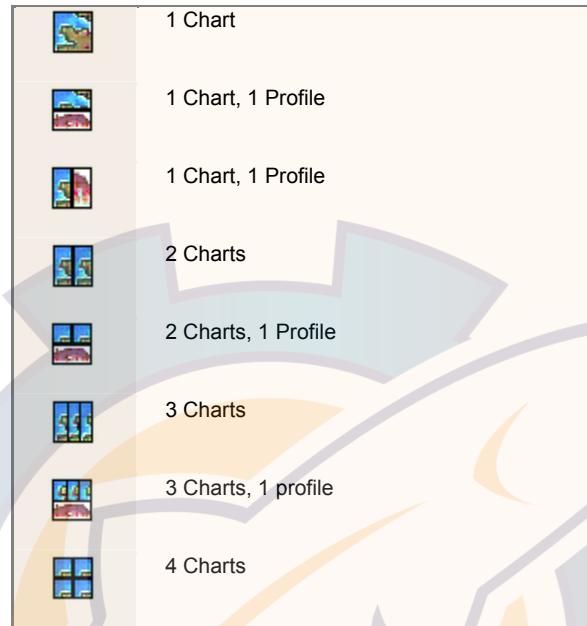 1 Chart
1 Chart, 1 Profile
1 Chart, 1 Profile
2 Charts
2 Charts, 1 Profile
3 Charts
3 Charts, 1 profile
4 Charts